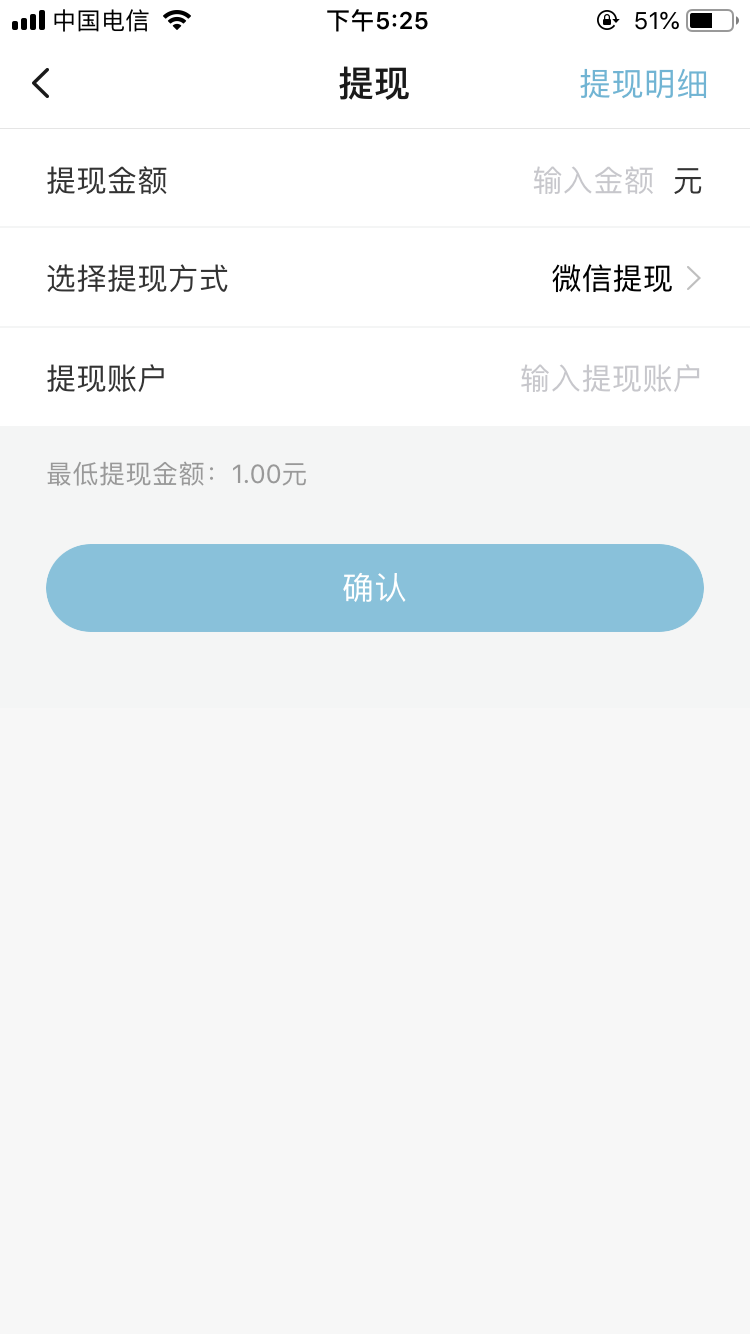 中国电信 下午5:25 51%
提现 提现明细
提现金额 输入金额 元
选择提现方式 微信提现
提现账户 输入提现账户
最低提现金额：1.00元
确认